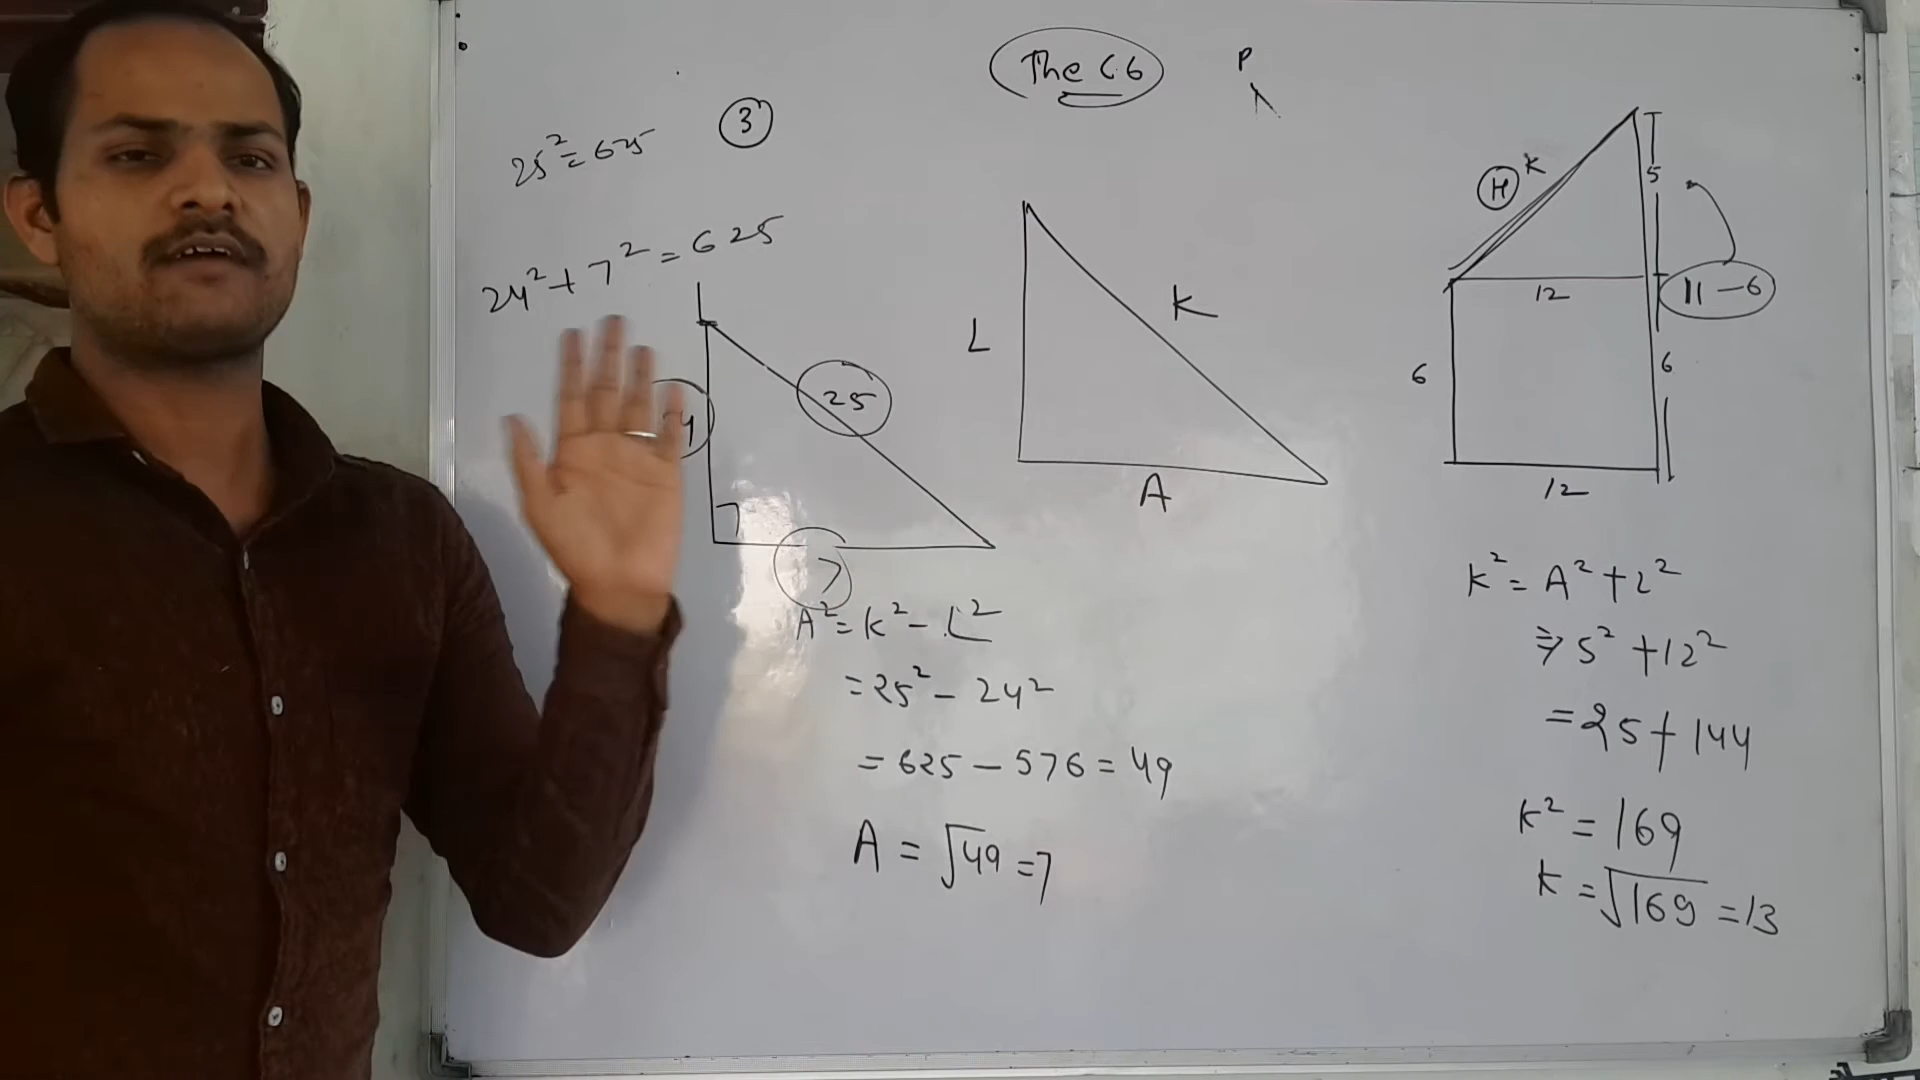 The 6.6
P
3
25² = 625
24² + 7² = 625
25
7
A² = K² - L²
= 25² - 24²
= 625 - 576 = 49
A = √49 = 7
L
K
A
H
K
5
12
11 - 6
6
6
12
K² = A² + L²
⇒ 5² + 12²
= 25 + 144
K² = 169
K = √169 = 13